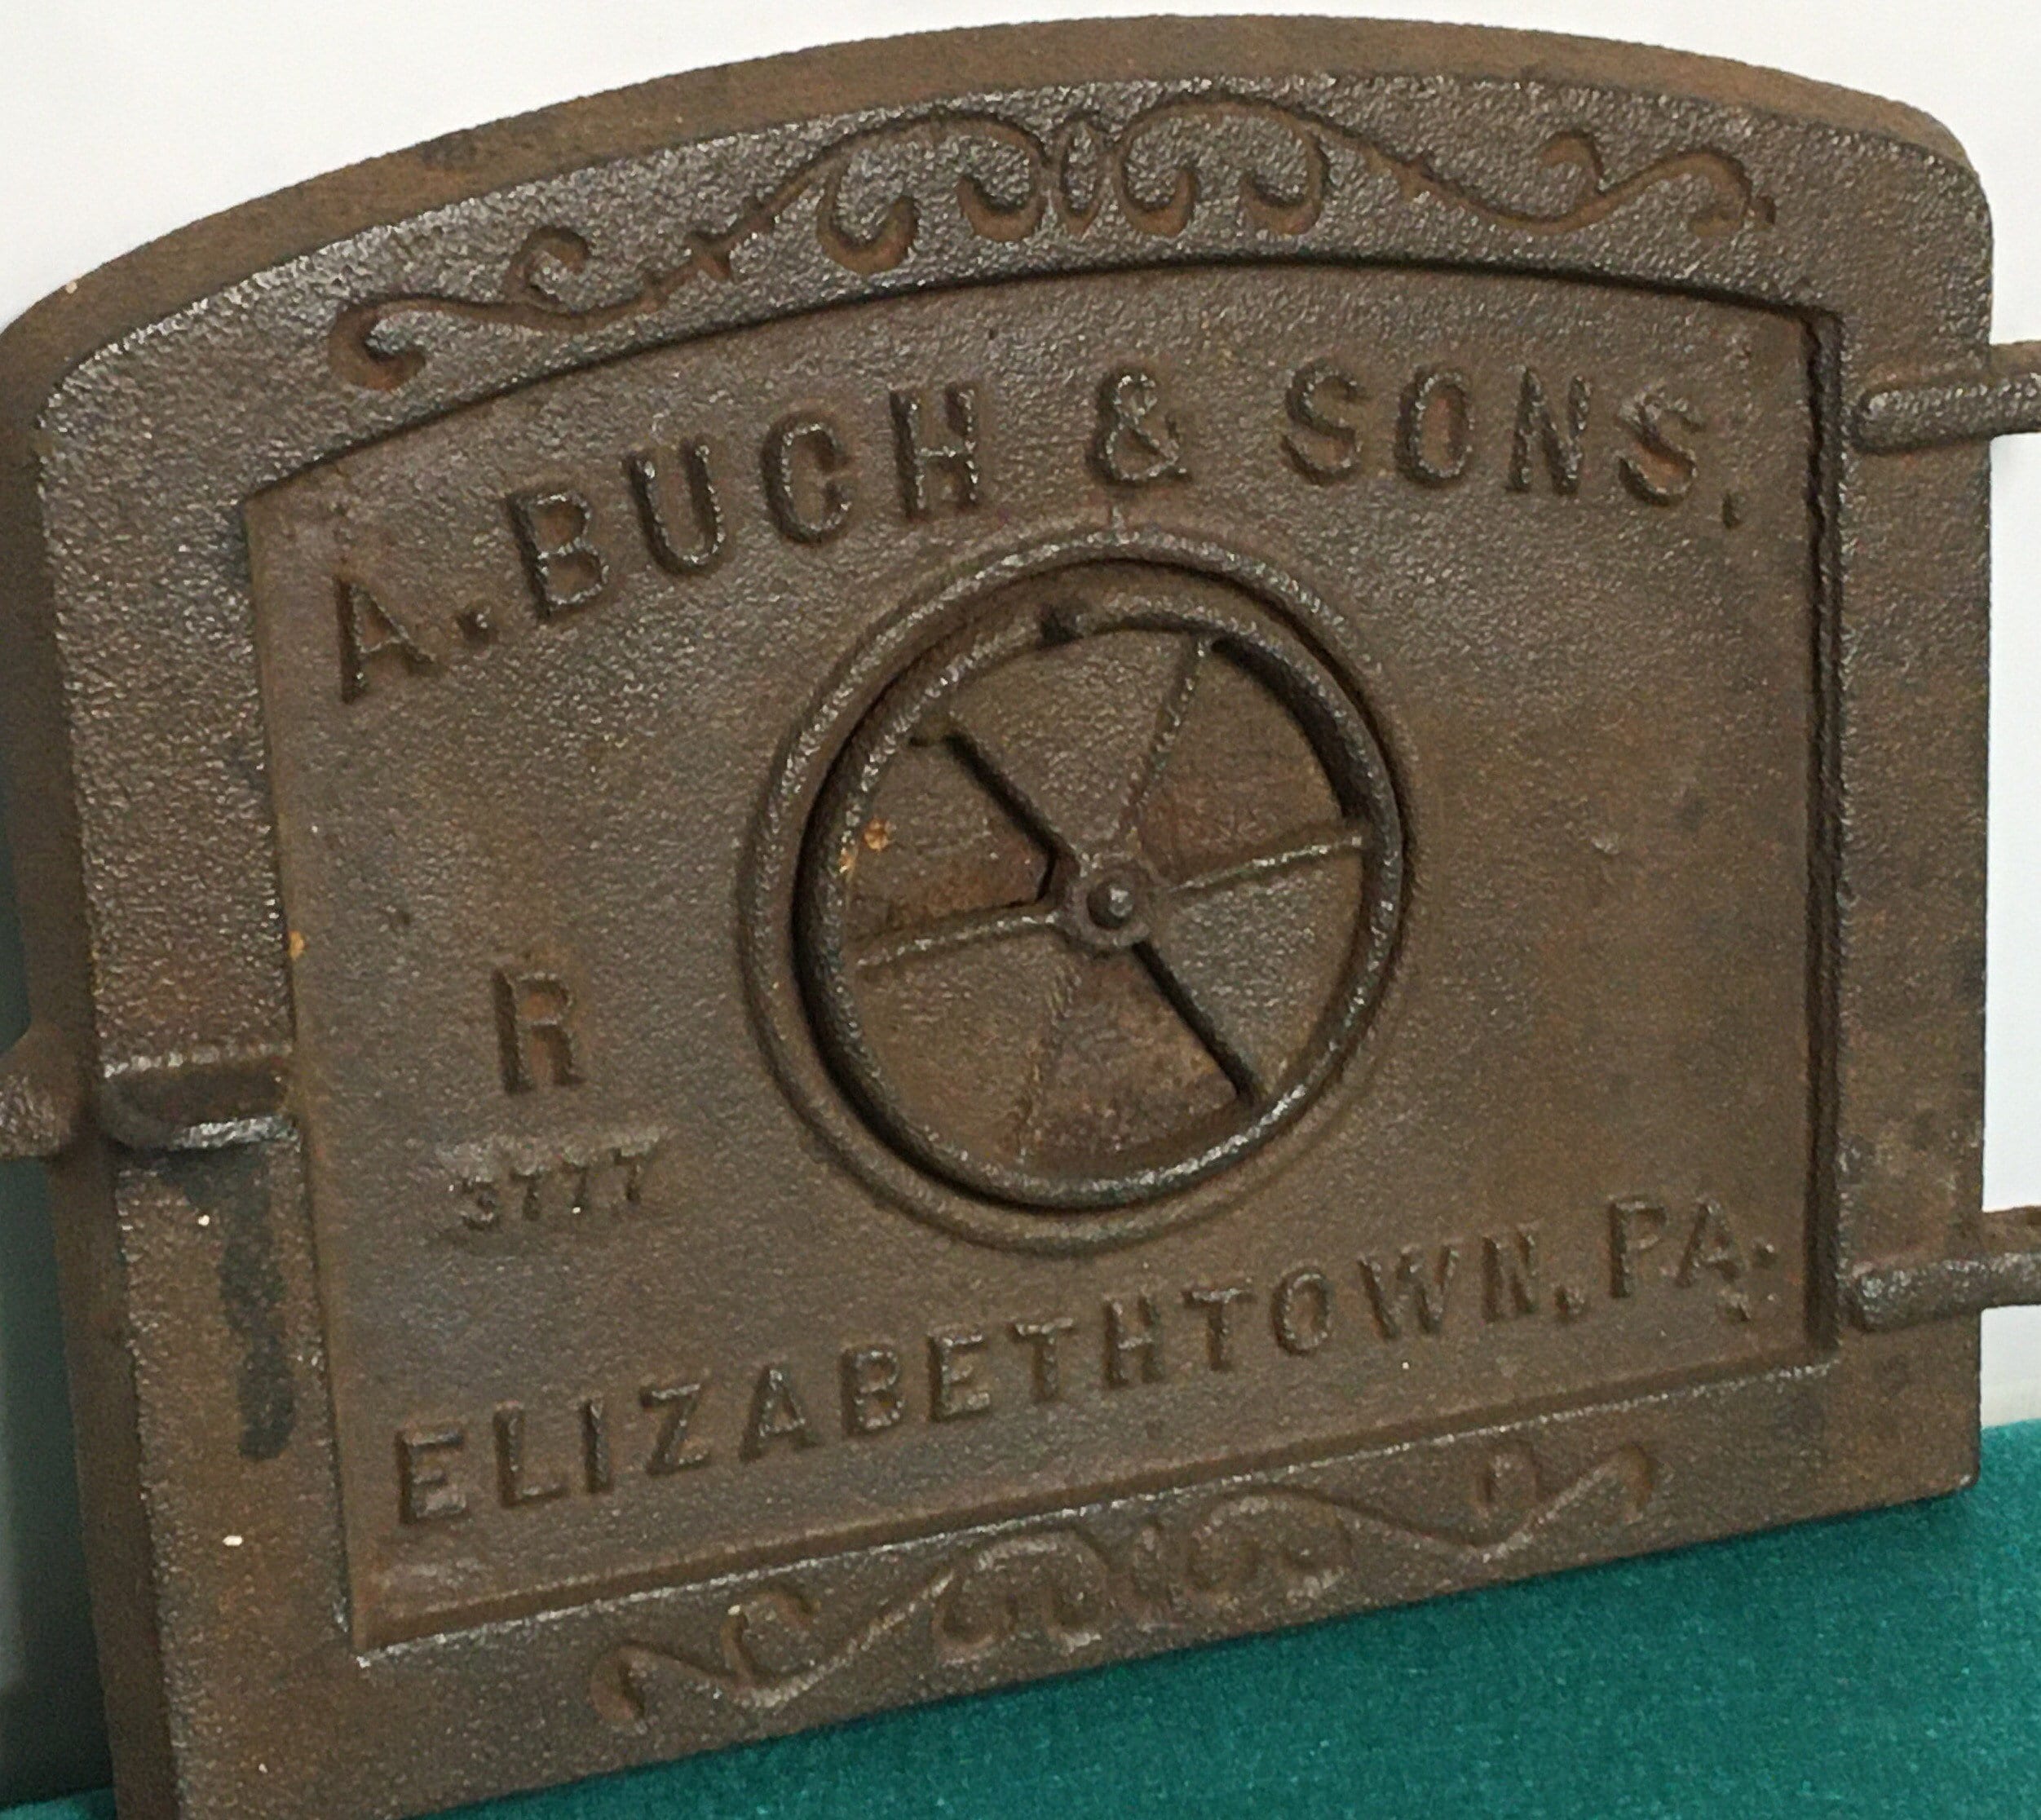 A. BUCH & SONS,
R
3777
ELIZABETHTOWN, PA.